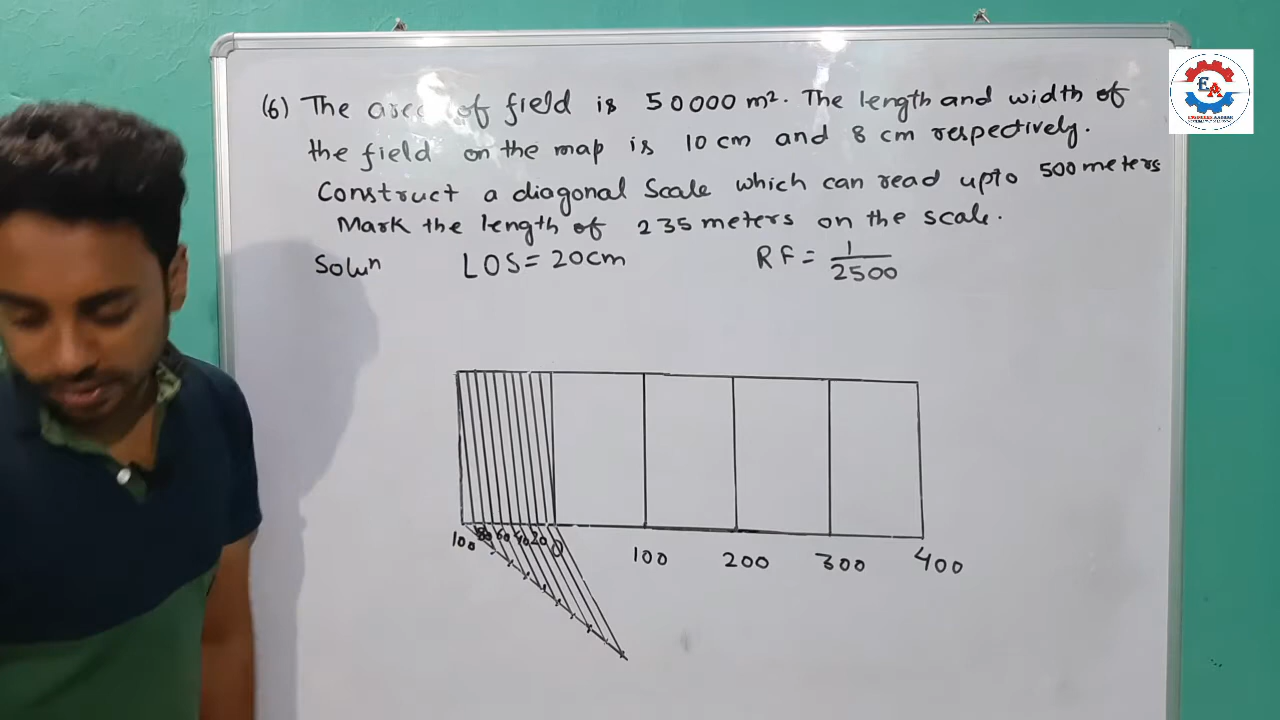 (6) The area of field is 50000 m². The length and width of
the field on the map is 10 cm and 8 cm respectively.
Construct a diagonal Scale which can read upto 500 meters
Mark the length of 235 meters on the scale.
Solun LOS = 20cm RF = 1/2500
100 80 60 40 20 0 100 200 300 400
EA